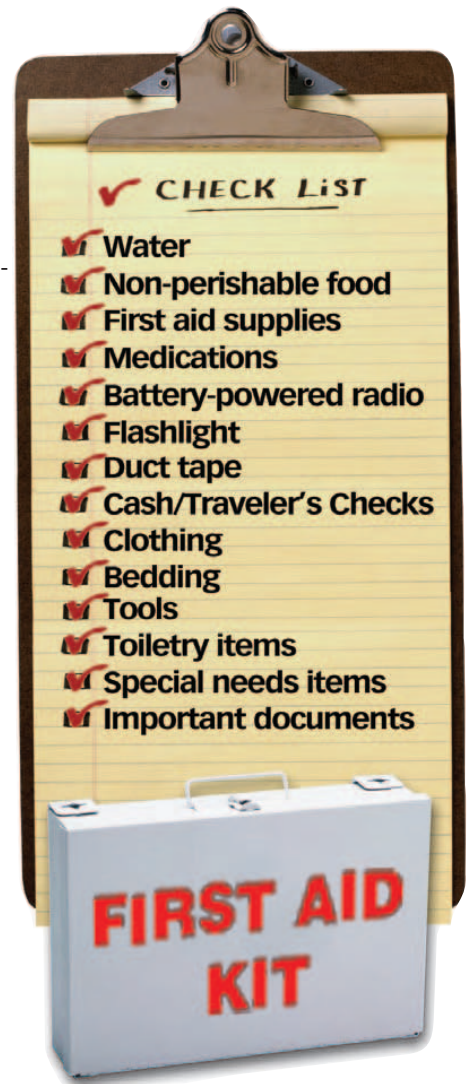 CHECK LiST
Water
Non-perishable food
First aid supplies
Medications
Battery-powered radio
Flashlight
Duct tape
Cash/Traveler's Checks
Clothing
Bedding
Tools
Toiletry items
Special needs items
Important documents
FIRST AID
KIT